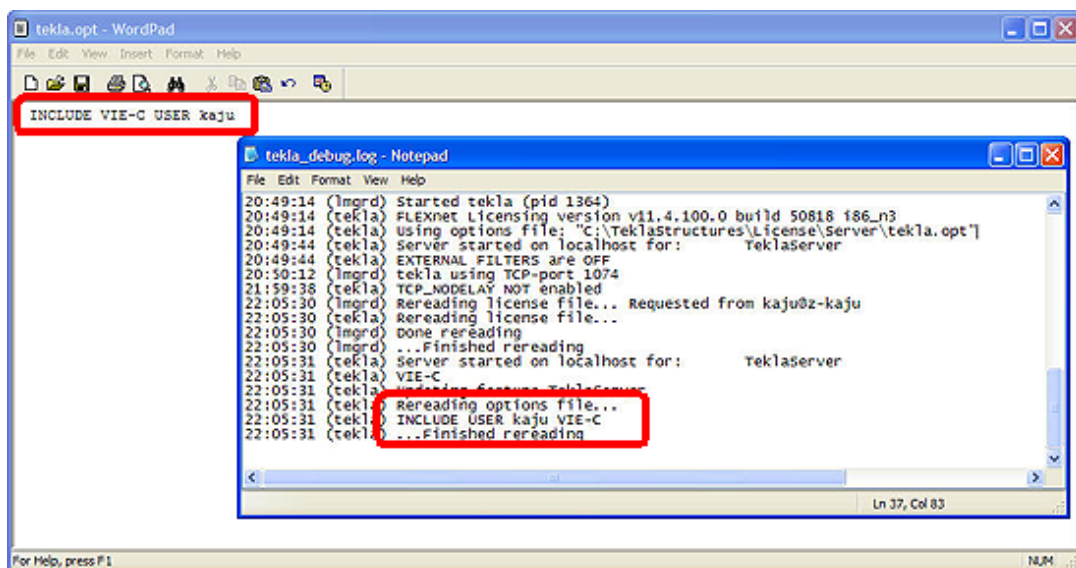 tekla.opt - WordPad
File Edit View Insert Format Help
INCLUDE VIE-C USER kaju
tekla_debug.log - Notepad
File Edit Format View Help
20:49:14 (lmgrd) Started tekla (pid 1364)
20:49:14 (tekla) FLEXnet Licensing version v11.4.100.0 build 50818 i86_n3
20:49:14 (tekla) Using options file: "C:\TeklaStructures\License\Server\tekla.opt"
20:49:44 (tekla) Server started on localhost for: TeklaServer
20:49:44 (tekla) EXTERNAL FILTERS are OFF
20:50:12 (lmgrd) tekla using TCP-port 1074
21:59:38 (tekla) TCP_NODELAY NOT enabled
22:05:30 (lmgrd) Rereading license file... Requested from kaju@z-kaju
22:05:30 (tekla) Rereading license file...
22:05:30 (lmgrd) Done rereading
22:05:30 (lmgrd) ...Finished rereading
22:05:31 (tekla) Server started on localhost for: TeklaServer
22:05:31 (tekla) VIE-C
22:05:31 (tekla) Updating feature TeklaServer
22:05:31 (tekla) Rereading options file...
22:05:31 (tekla) INCLUDE USER kaju VIE-C
22:05:31 (tekla) ...Finished rereading
Ln 37, Col 83
For Help, press F1
NUM